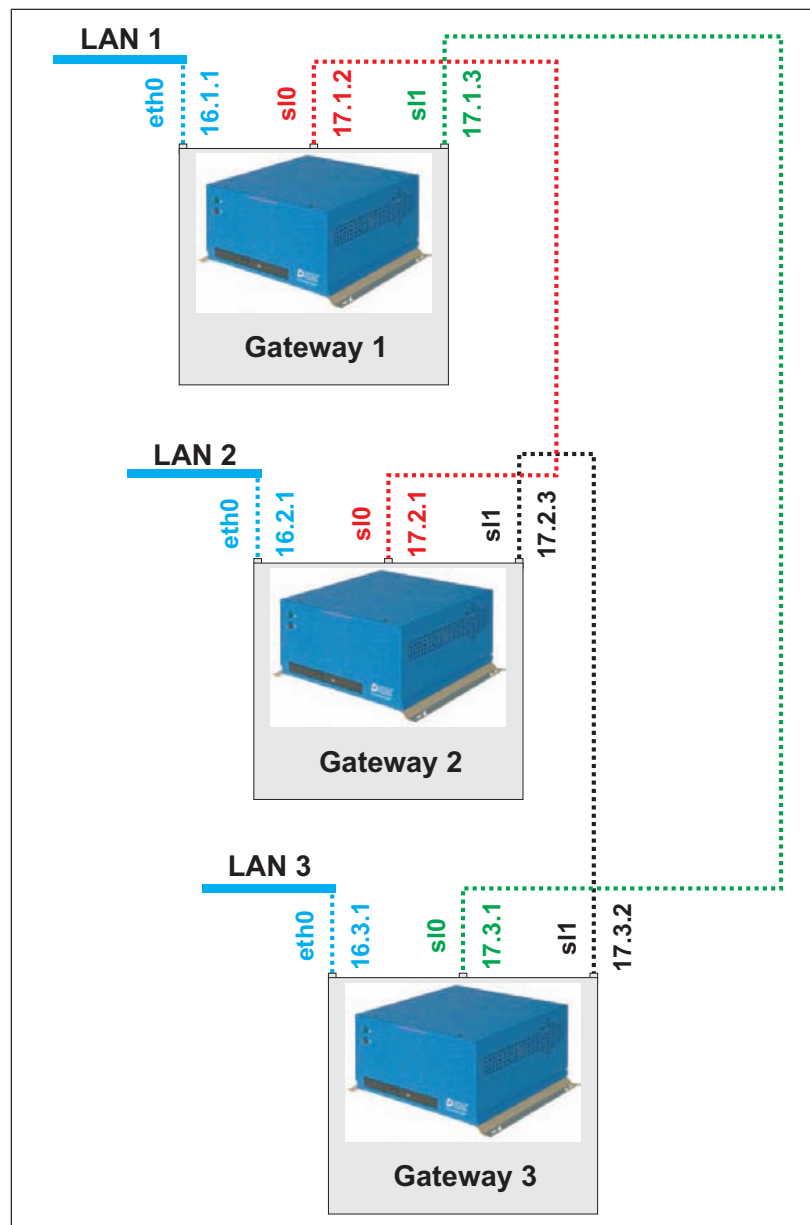 LAN 1
eth0
16.1.1
sl0
17.1.2
sl1
17.1.3
Gateway 1
LAN 2
eth0
16.2.1
sl0
17.2.1
sl1
17.2.3
Gateway 2
LAN 3
eth0
16.3.1
sl0
17.3.1
sl1
17.3.2
Gateway 3